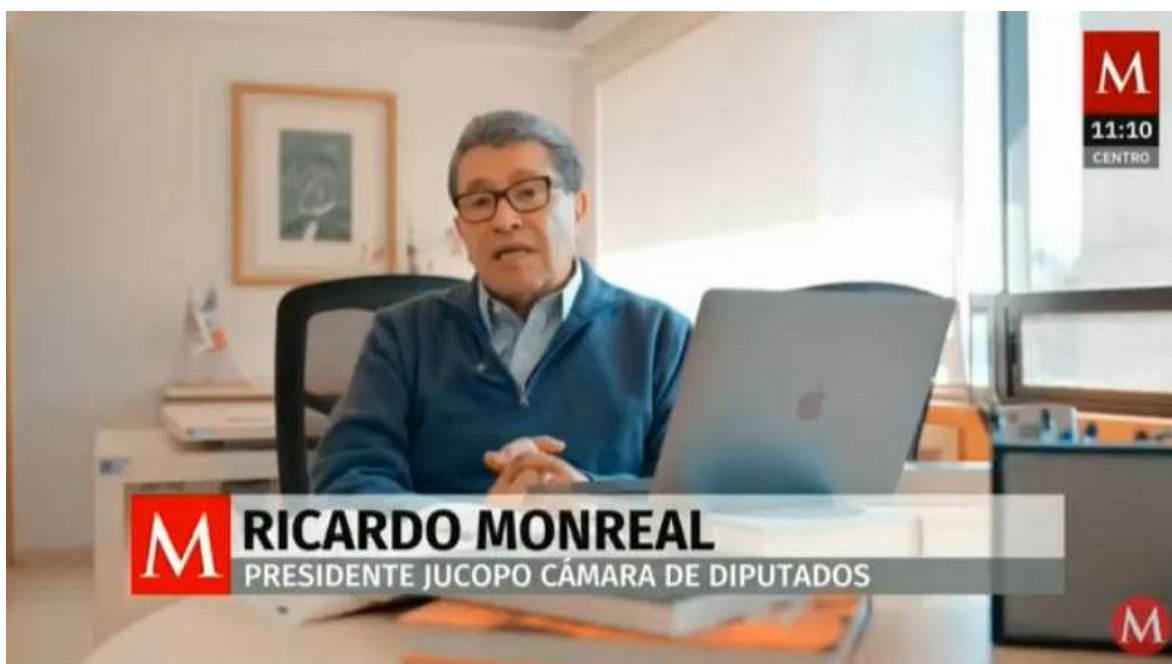 M
11:10
CENTRO
M
RICARDO MONREAL
PRESIDENTE JUCOPO CÁMARA DE DIPUTADOS
M